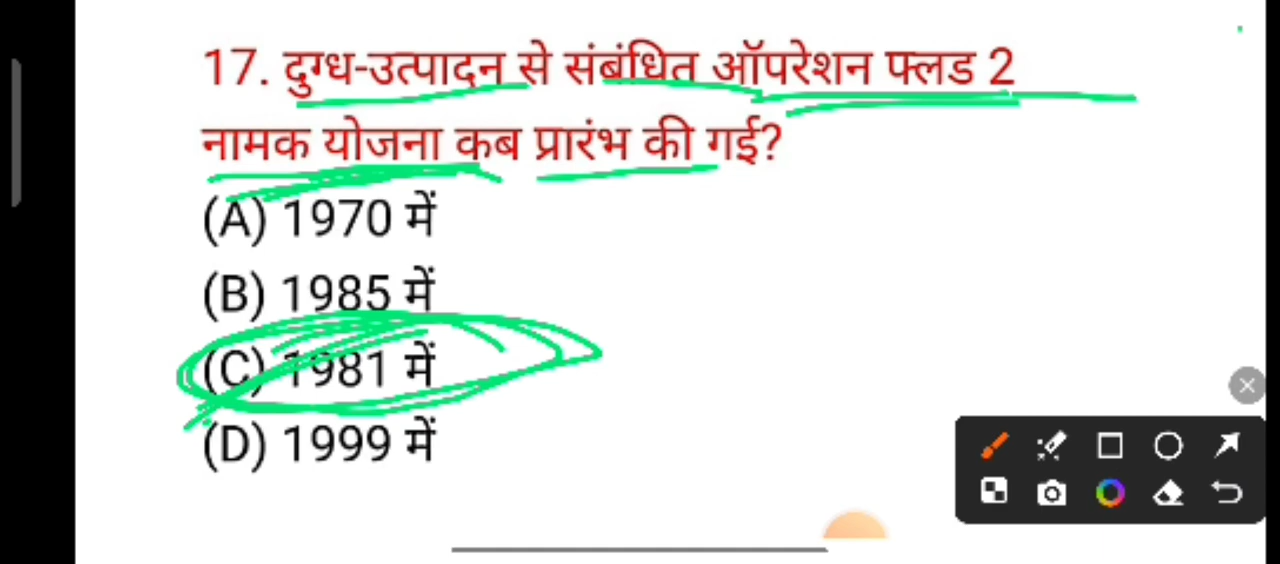 17. दुग्ध-उत्पादन से संबंधित ऑपरेशन फ्लड 2
नामक योजना कब प्रारंभ की गई?
(A) 1970 में
(B) 1985 में
(C) 1981 में
(D) 1999 में